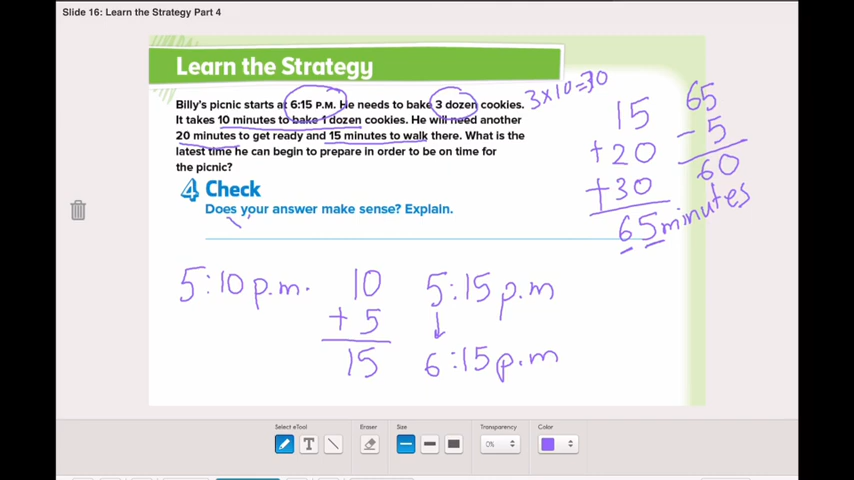 Slide 16: Learn the Strategy Part 4
Learn the Strategy
Billy's picnic starts at 6:15 P.M. He needs to bake 3 dozen cookies.
It takes 10 minutes to bake 1 dozen cookies. He will need another
20 minutes to get ready and 15 minutes to walk there. What is the
latest time he can begin to prepare in order to be on time for
the picnic?
3x10=30
15
+20
+30
65 minutes
65
-5
60
4 Check
Does your answer make sense? Explain.
5:10 p.m.
10
+ 5
15
5:15 p.m
6:15 p.m
Select eTool
Eraser
Size
Transparency
Color
T
0%